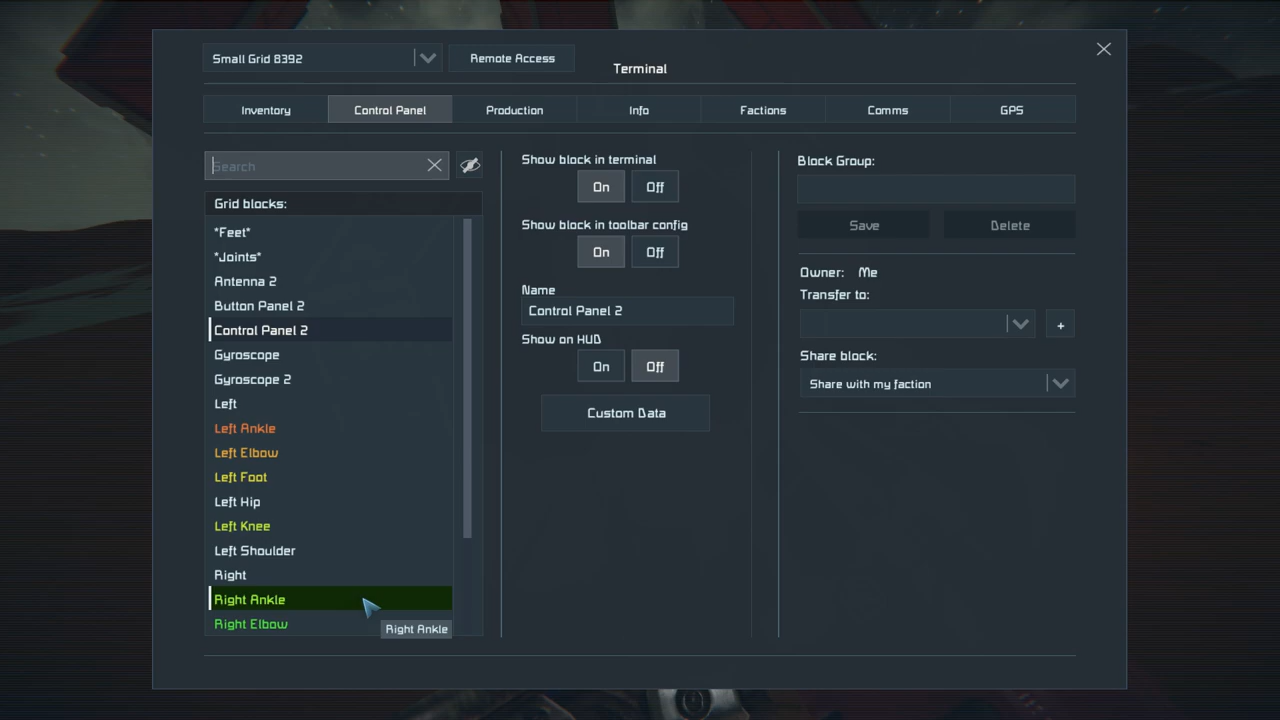 Small Grid 8392
Remote Access
Terminal
Inventory
Control Panel
Production
Info
Factions
Comms
GPS
Search
Grid blocks:
*Feet*
*Joints*
Antenna 2
Button Panel 2
Control Panel 2
Gyroscope
Gyroscope 2
Left
Left Ankle
Left Elbow
Left Foot
Left Hip
Left Knee
Left Shoulder
Right
Right Ankle
Right Elbow
Right Ankle
Show block in terminal
On Off
Show block in toolbar config
On Off
Name
Control Panel 2
Show on HUD
On Off
Custom Data
Block Group:
Save Delete
Owner: Me
Transfer to:
+
Share block:
Share with my faction